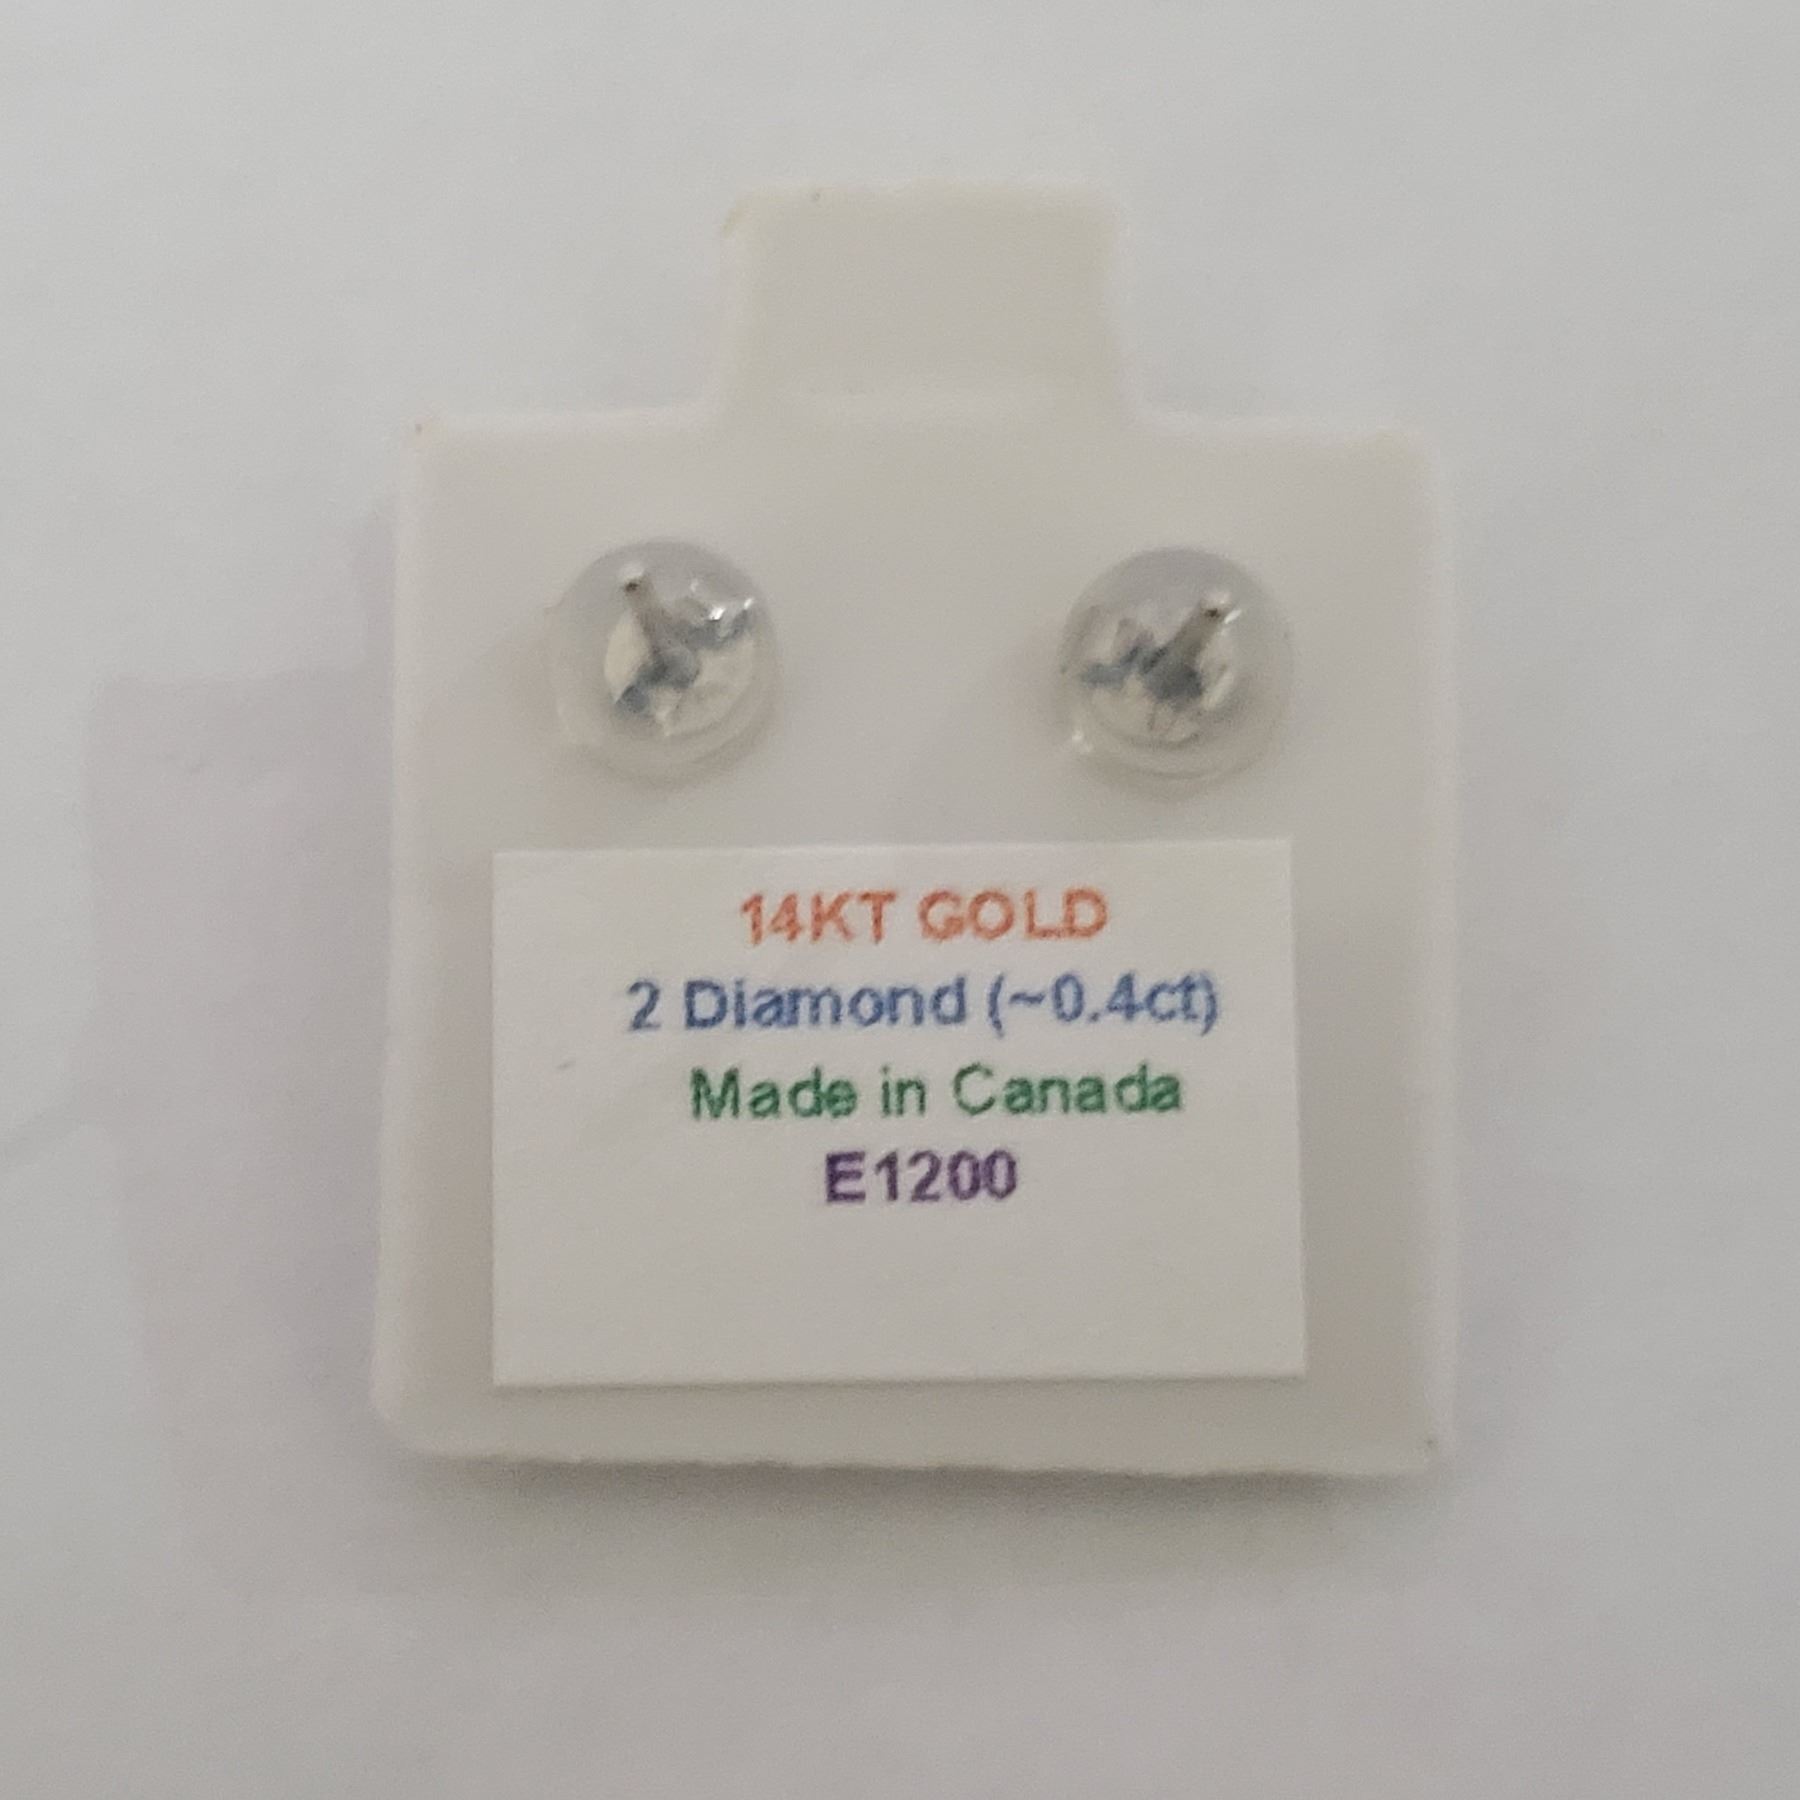 14KT GOLD
2 Diamond (~0.4ct)
Made in Canada
E1200